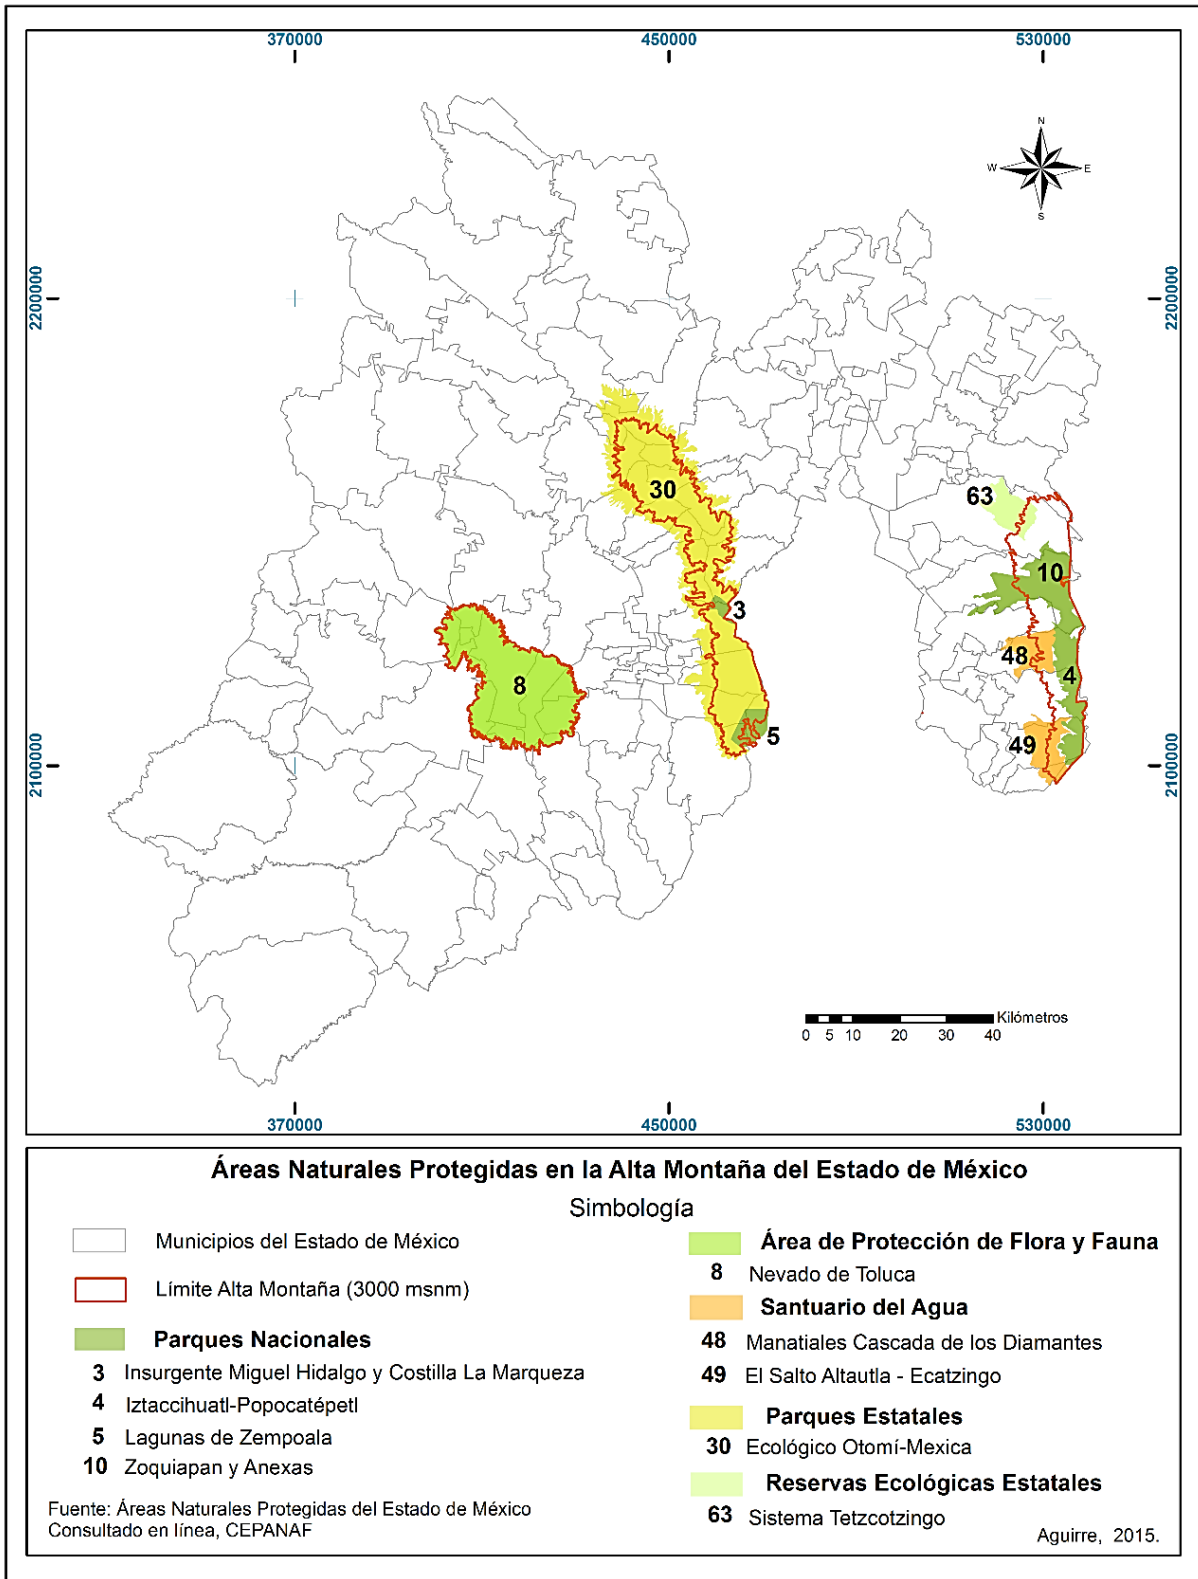 370000 450000 530000
N
W E
S
2200000 2200000
30
63
10
3
48
8
4
5
49
2100000 2100000
Kilómetros
0 5 10 20 30 40
370000 450000 530000
Áreas Naturales Protegidas en la Alta Montaña del Estado de México
Simbología
Municipios del Estado de México
Límite Alta Montaña (3000 msnm)
Parques Nacionales
3 Insurgente Miguel Hidalgo y Costilla La Marqueza
4 Iztaccihuatl-Popocatépetl
5 Lagunas de Zempoala
10 Zoquiapan y Anexas
Fuente: Áreas Naturales Protegidas del Estado de México
Consultado en línea, CEPANAF
Área de Protección de Flora y Fauna
8 Nevado de Toluca
Santuario del Agua
48 Manatiales Cascada de los Diamantes
49 El Salto Altautla - Ecatzingo
Parques Estatales
30 Ecológico Otomí-Mexica
Reservas Ecológicas Estatales
63 Sistema Tetzcotzingo
Aguirre, 2015.